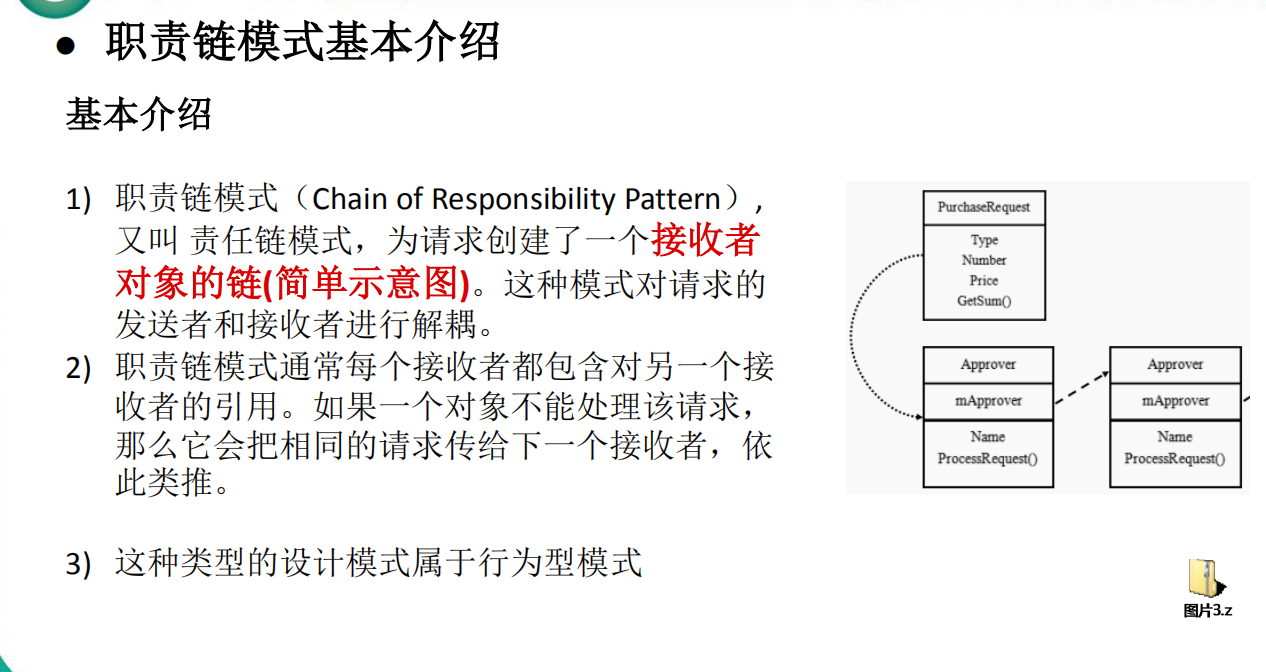 ● 职责链模式基本介绍
基本介绍
1) 职责链模式（Chain of Responsibility Pattern）,
又叫 责任链模式，为请求创建了一个接收者
对象的链(简单示意图)。这种模式对请求的
发送者和接收者进行解耦。
2) 职责链模式通常每个接收者都包含对另一个接
收者的引用。如果一个对象不能处理该请求，
那么它会把相同的请求传给下一个接收者，依
此类推。
3) 这种类型的设计模式属于行为型模式
PurchaseRequest
Type
Number
Price
GetSum()
Approver
mApprover
Name
ProcessRequest()
Approver
mApprover
Name
ProcessRequest()
图片3.z